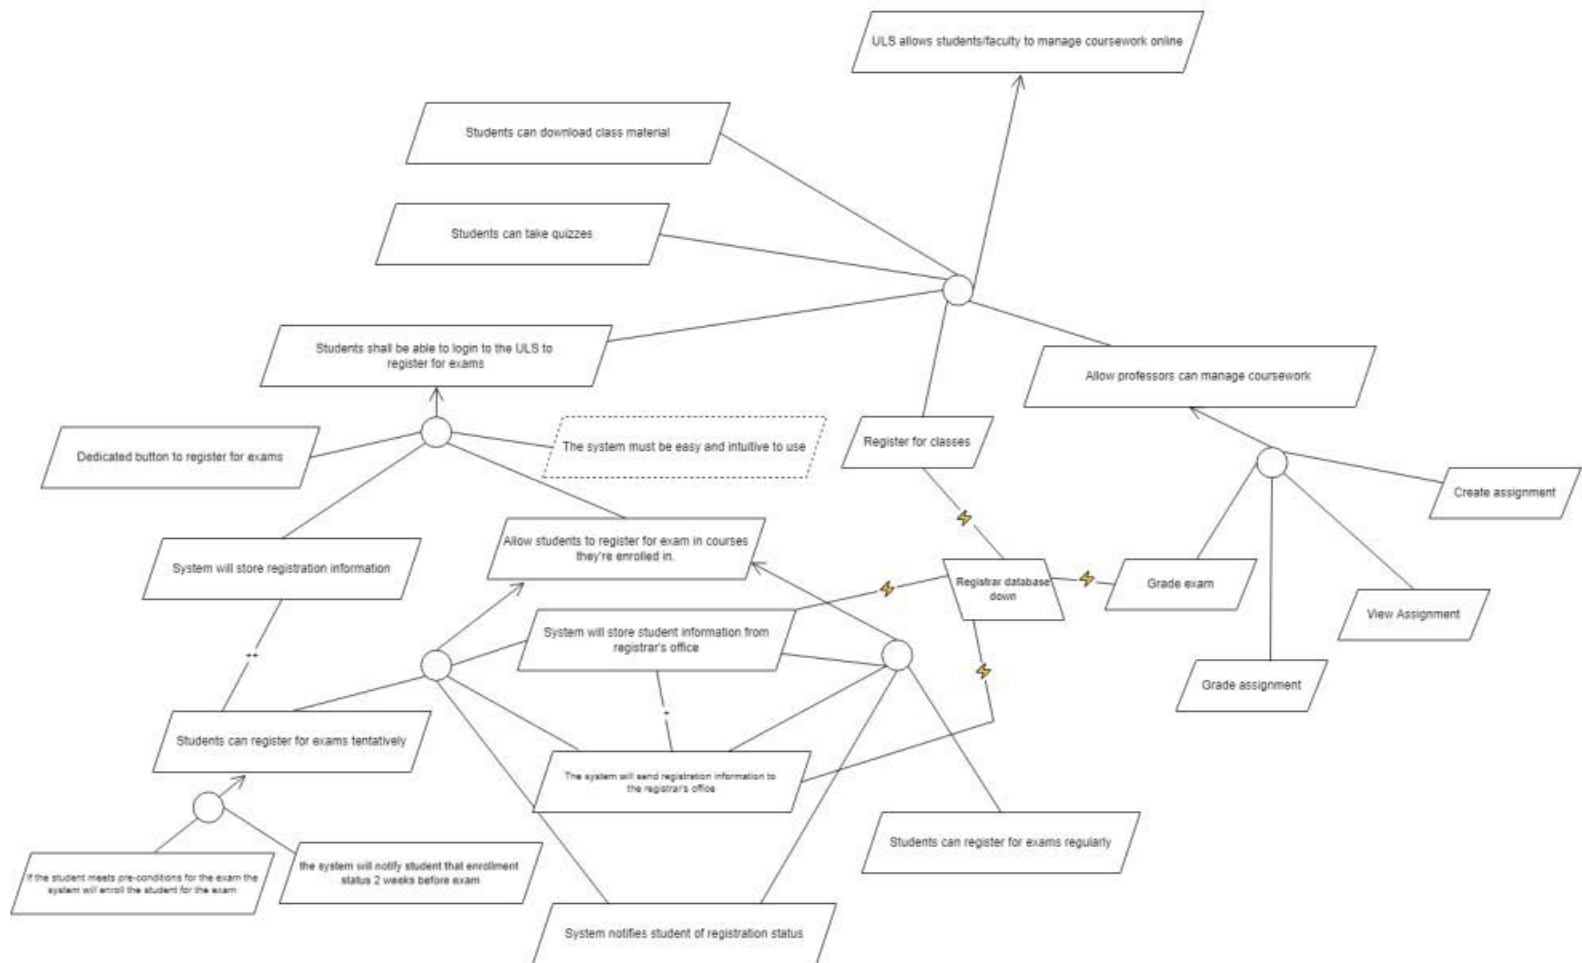 ULS allows students/faculty to manage coursework online
Students can download class material
Students can take quizzes
Students shall be able to login to the ULS to
register for exams
Allow professors can manage coursework
Dedicated button to register for exams
The system must be easy and intuitive to use
Register for classes
Create assignment
System will store registration information
Allow students to register for exam in courses
they're enrolled in.
Registrar database
down
Grade exam
View Assignment
System will store student information from
registrar's office
++
Grade assignment
+
Students can register for exams tentatively
The system will send registration information to
the registrar's office
Students can register for exams regularly
If the student meets pre-conditions for the exam the
system will enroll the student for the exam
the system will notify student that enrollment
status 2 weeks before exam
System notifies student of registration status